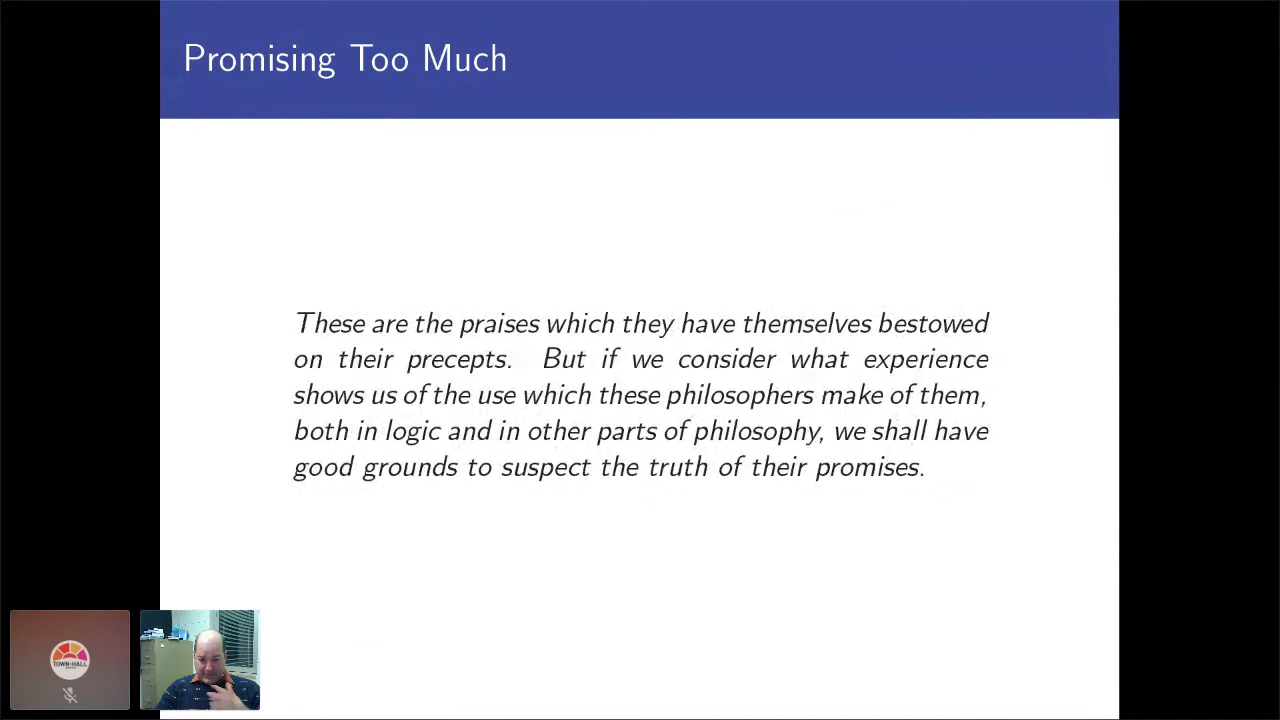 Promising Too Much
These are the praises which they have themselves bestowed
on their precepts. But if we consider what experience
shows us of the use which these philosophers make of them,
both in logic and in other parts of philosophy, we shall have
good grounds to suspect the truth of their promises.
TOWN-HALL